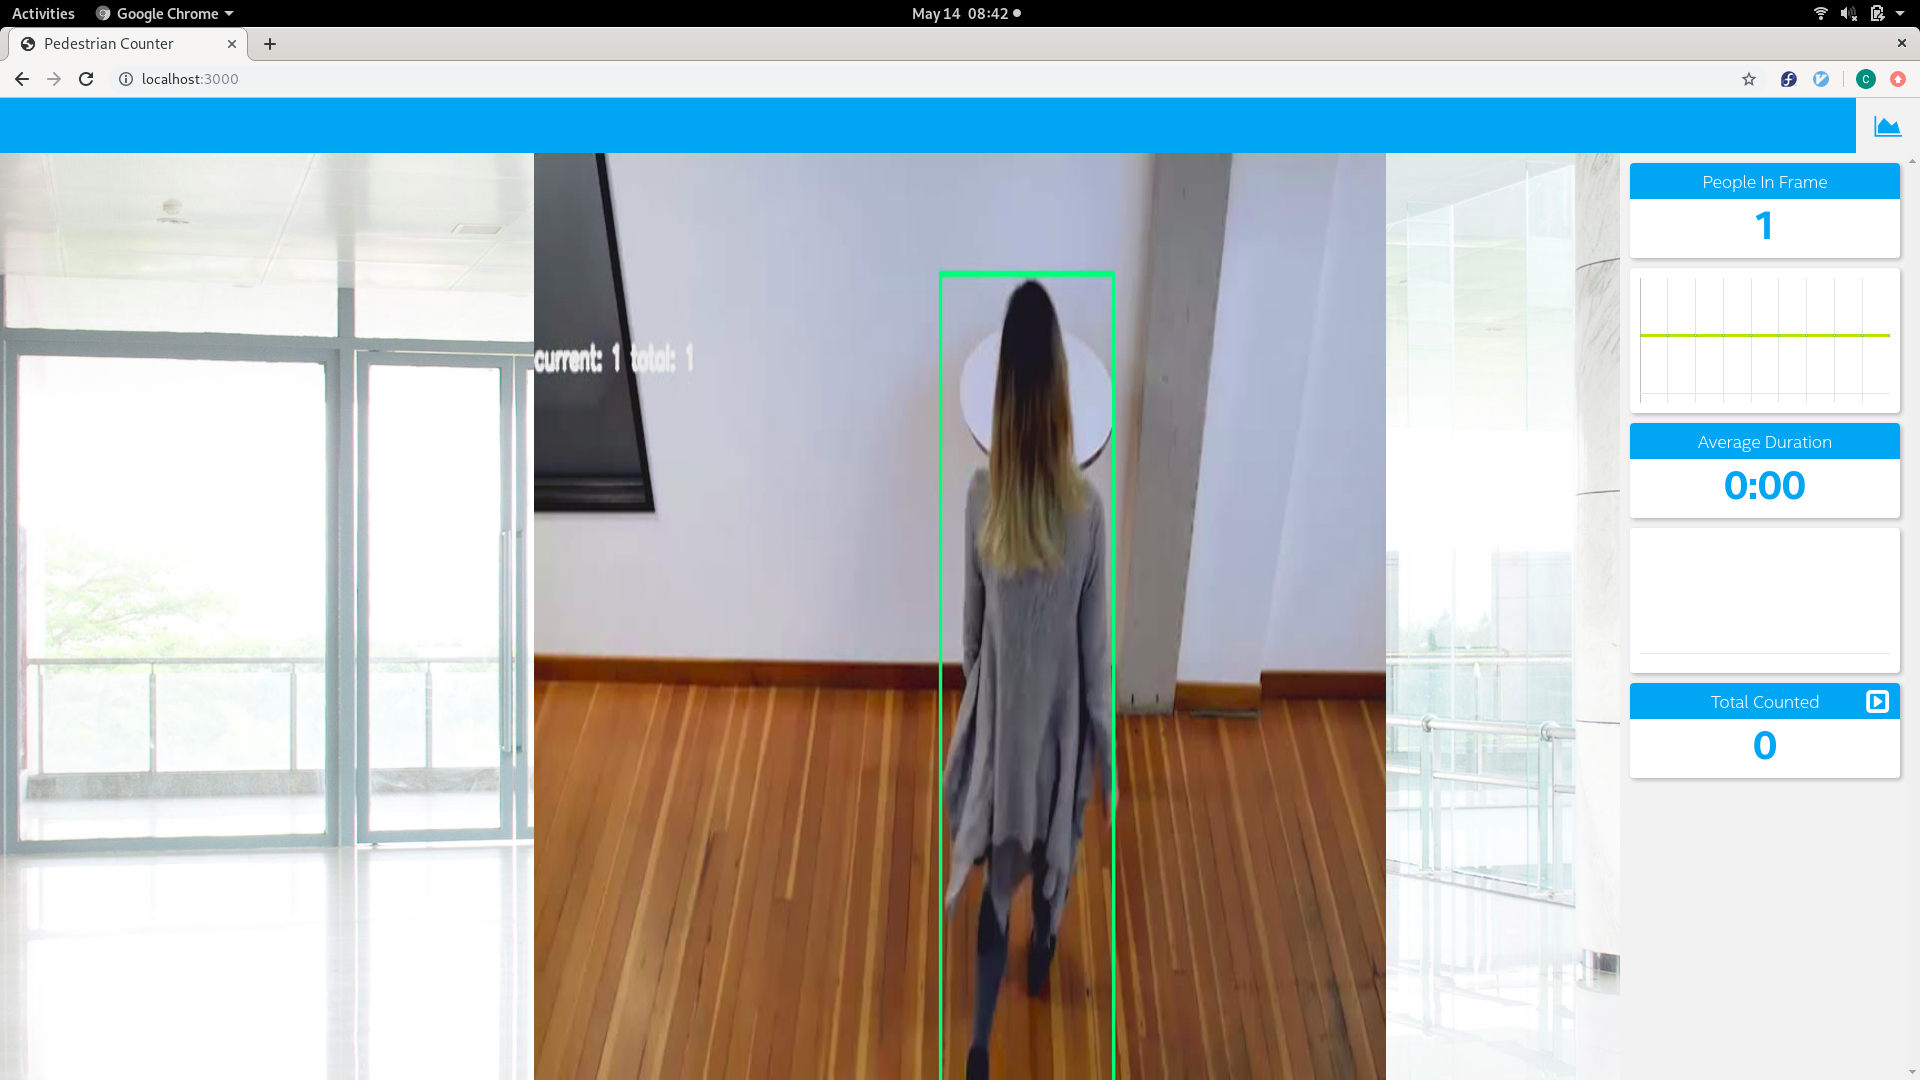 Activities Google Chrome May 14 08:42
Pedestrian Counter
localhost:3000
C
People In Frame
1
current: 1 total: 1
Average Duration
0:00
Total Counted
0